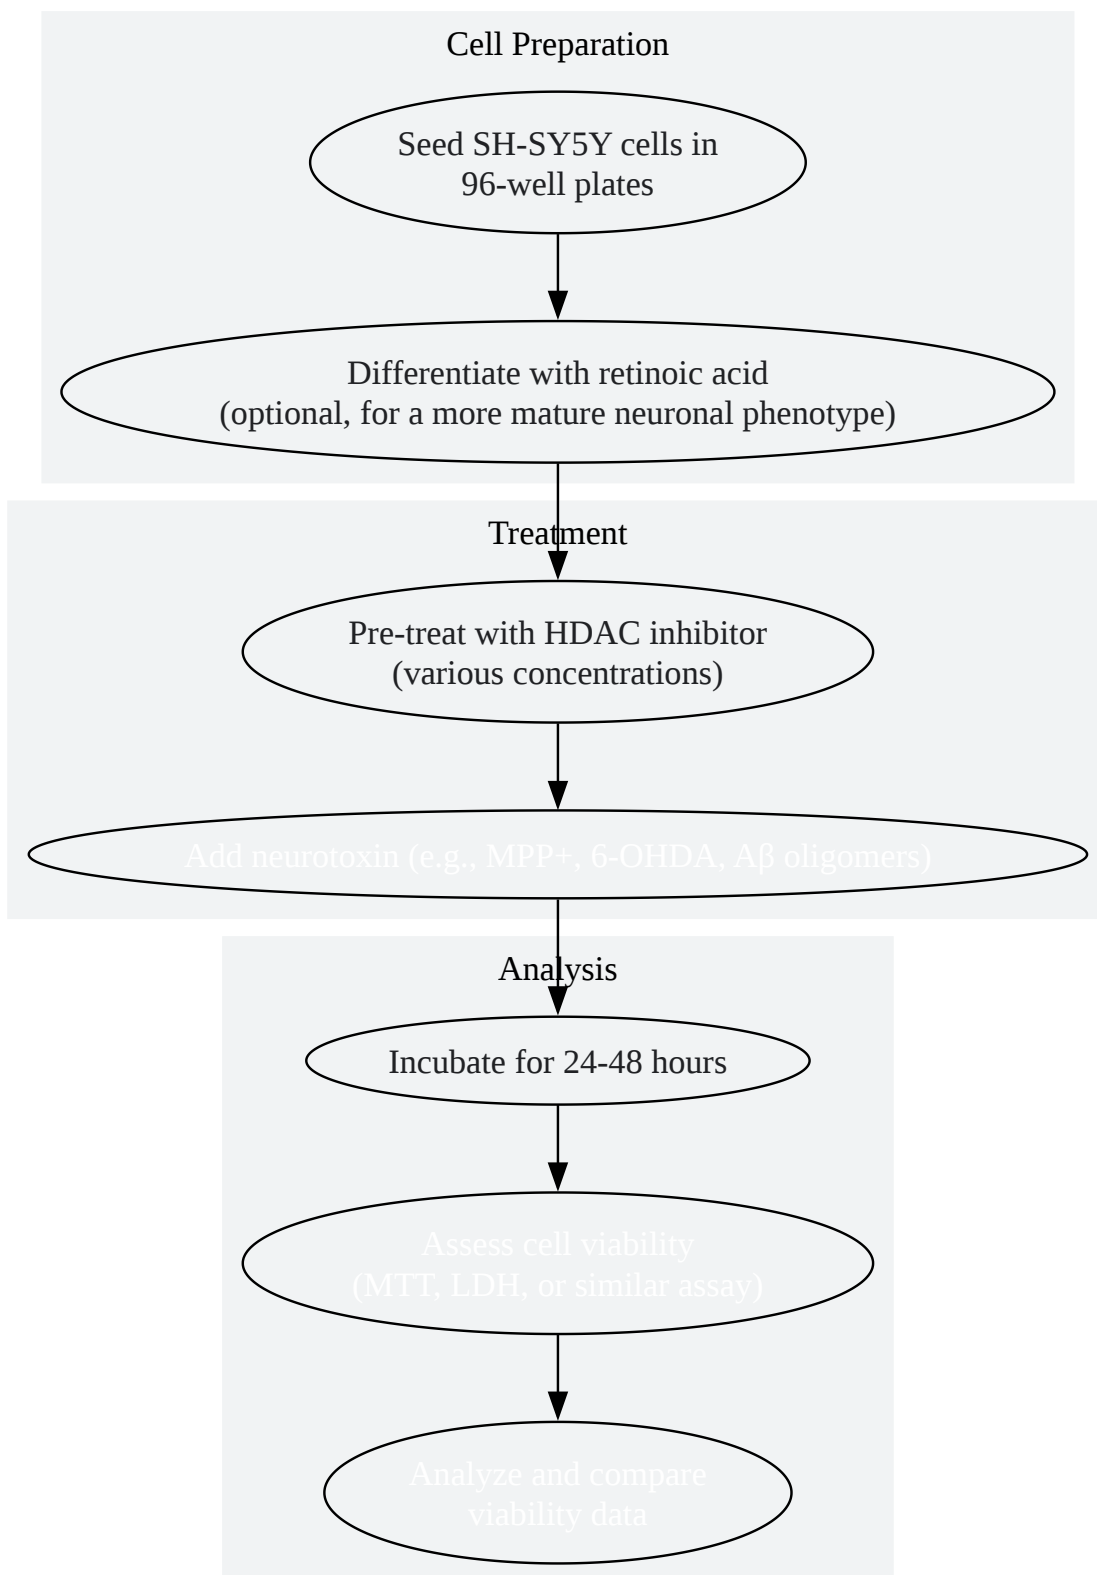 Cell Preparation
Seed SH-SY5Y cells in
96-well plates
Differentiate with retinoic acid
(optional, for a more mature neuronal phenotype)
Treatment
Pre-treat with HDAC inhibitor
(various concentrations)
Add neurotoxin (e.g., MPP+, 6-OHDA, Aβ oligomers)
Analysis
Incubate for 24-48 hours
Assess cell viability
(MTT, LDH, or similar assay)
Analyze and compare
viability data